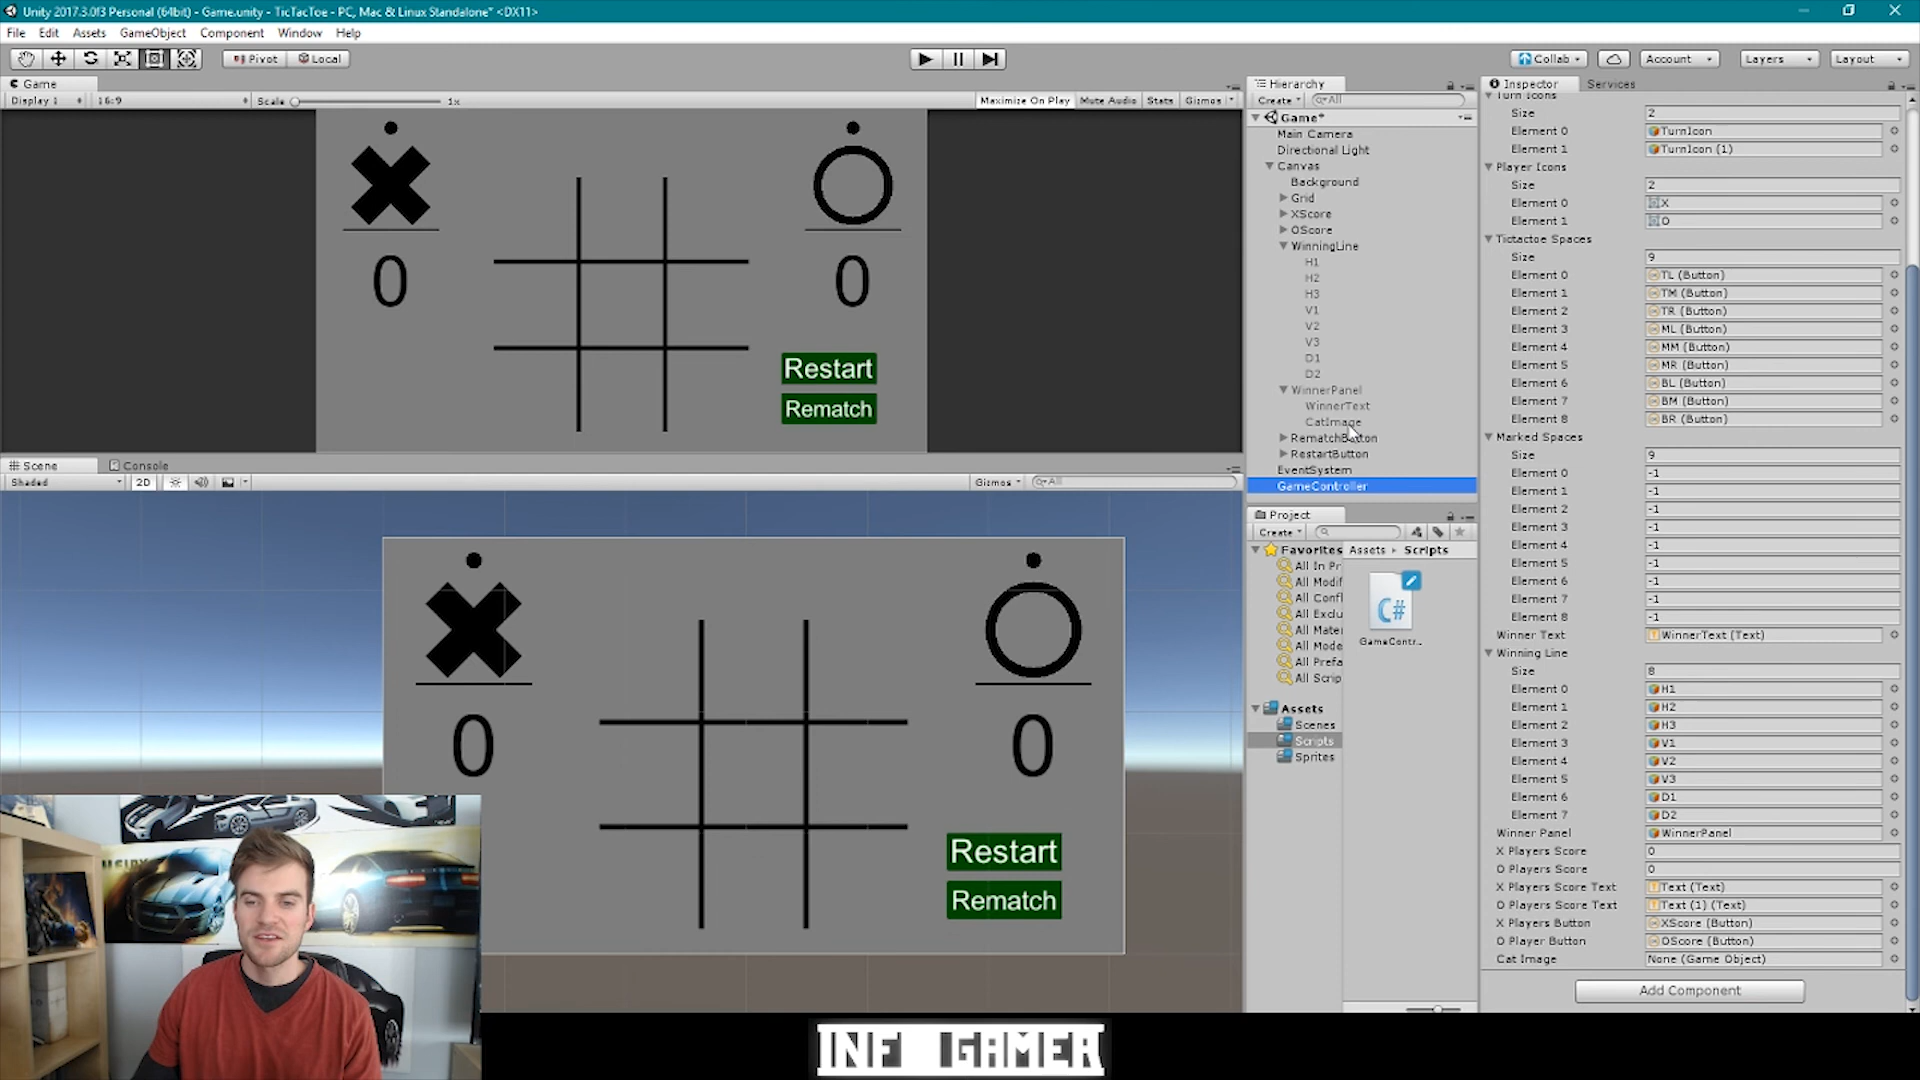 Unity 2017.3.0f3 Personal (64bit) - Game.unity - TicTacToe - PC, Mac & Linux Standalone* <DX11>
File Edit Assets GameObject Component Window Help
Pivot Local
Collab Account Layers Layout
Game
Display 1 16:9 Scale 1x
Maximize On Play Mute Audio Stats Gizmos
0 0
Restart
Rematch
Scene Console
Shaded 2D Gizmos All
0 0
Restart
Rematch
Hierarchy
Create All
Game*
Main Camera
Directional Light
Canvas
Background
Grid
XScore
OScore
WinningLine
H1
H2
H3
V1
V2
V3
D1
D2
WinnerPanel
WinnerText
CatImage
RematchButton
RestartButton
EventSystem
GameController
Project
Create
Favorites
All In Pr
All Modif
All Confl
All Exclu
All Mater
All Mode
All Prefa
All Scrip
Assets
Scenes
Scripts
Sprites
Assets Scripts
C#
GameContr...
Inspector Services
Turn Icons
Size 2
Element 0 TurnIcon
Element 1 TurnIcon (1)
Player Icons
Size 2
Element 0 X
Element 1 O
Tictactoe Spaces
Size 9
Element 0 TL (Button)
Element 1 TM (Button)
Element 2 TR (Button)
Element 3 ML (Button)
Element 4 MM (Button)
Element 5 MR (Button)
Element 6 BL (Button)
Element 7 BM (Button)
Element 8 BR (Button)
Marked Spaces
Size 9
Element 0 -1
Element 1 -1
Element 2 -1
Element 3 -1
Element 4 -1
Element 5 -1
Element 6 -1
Element 7 -1
Element 8 -1
Winner Text WinnerText (Text)
Winning Line
Size 8
Element 0 H1
Element 1 H2
Element 2 H3
Element 3 V1
Element 4 V2
Element 5 V3
Element 6 D1
Element 7 D2
Winner Panel WinnerPanel
X Players Score 0
O Players Score 0
X Players Score Text Text (Text)
O Players Score Text Text (1) (Text)
X Players Button XScore (Button)
O Player Button OScore (Button)
Cat Image None (Game Object)
Add Component
INF GAMER